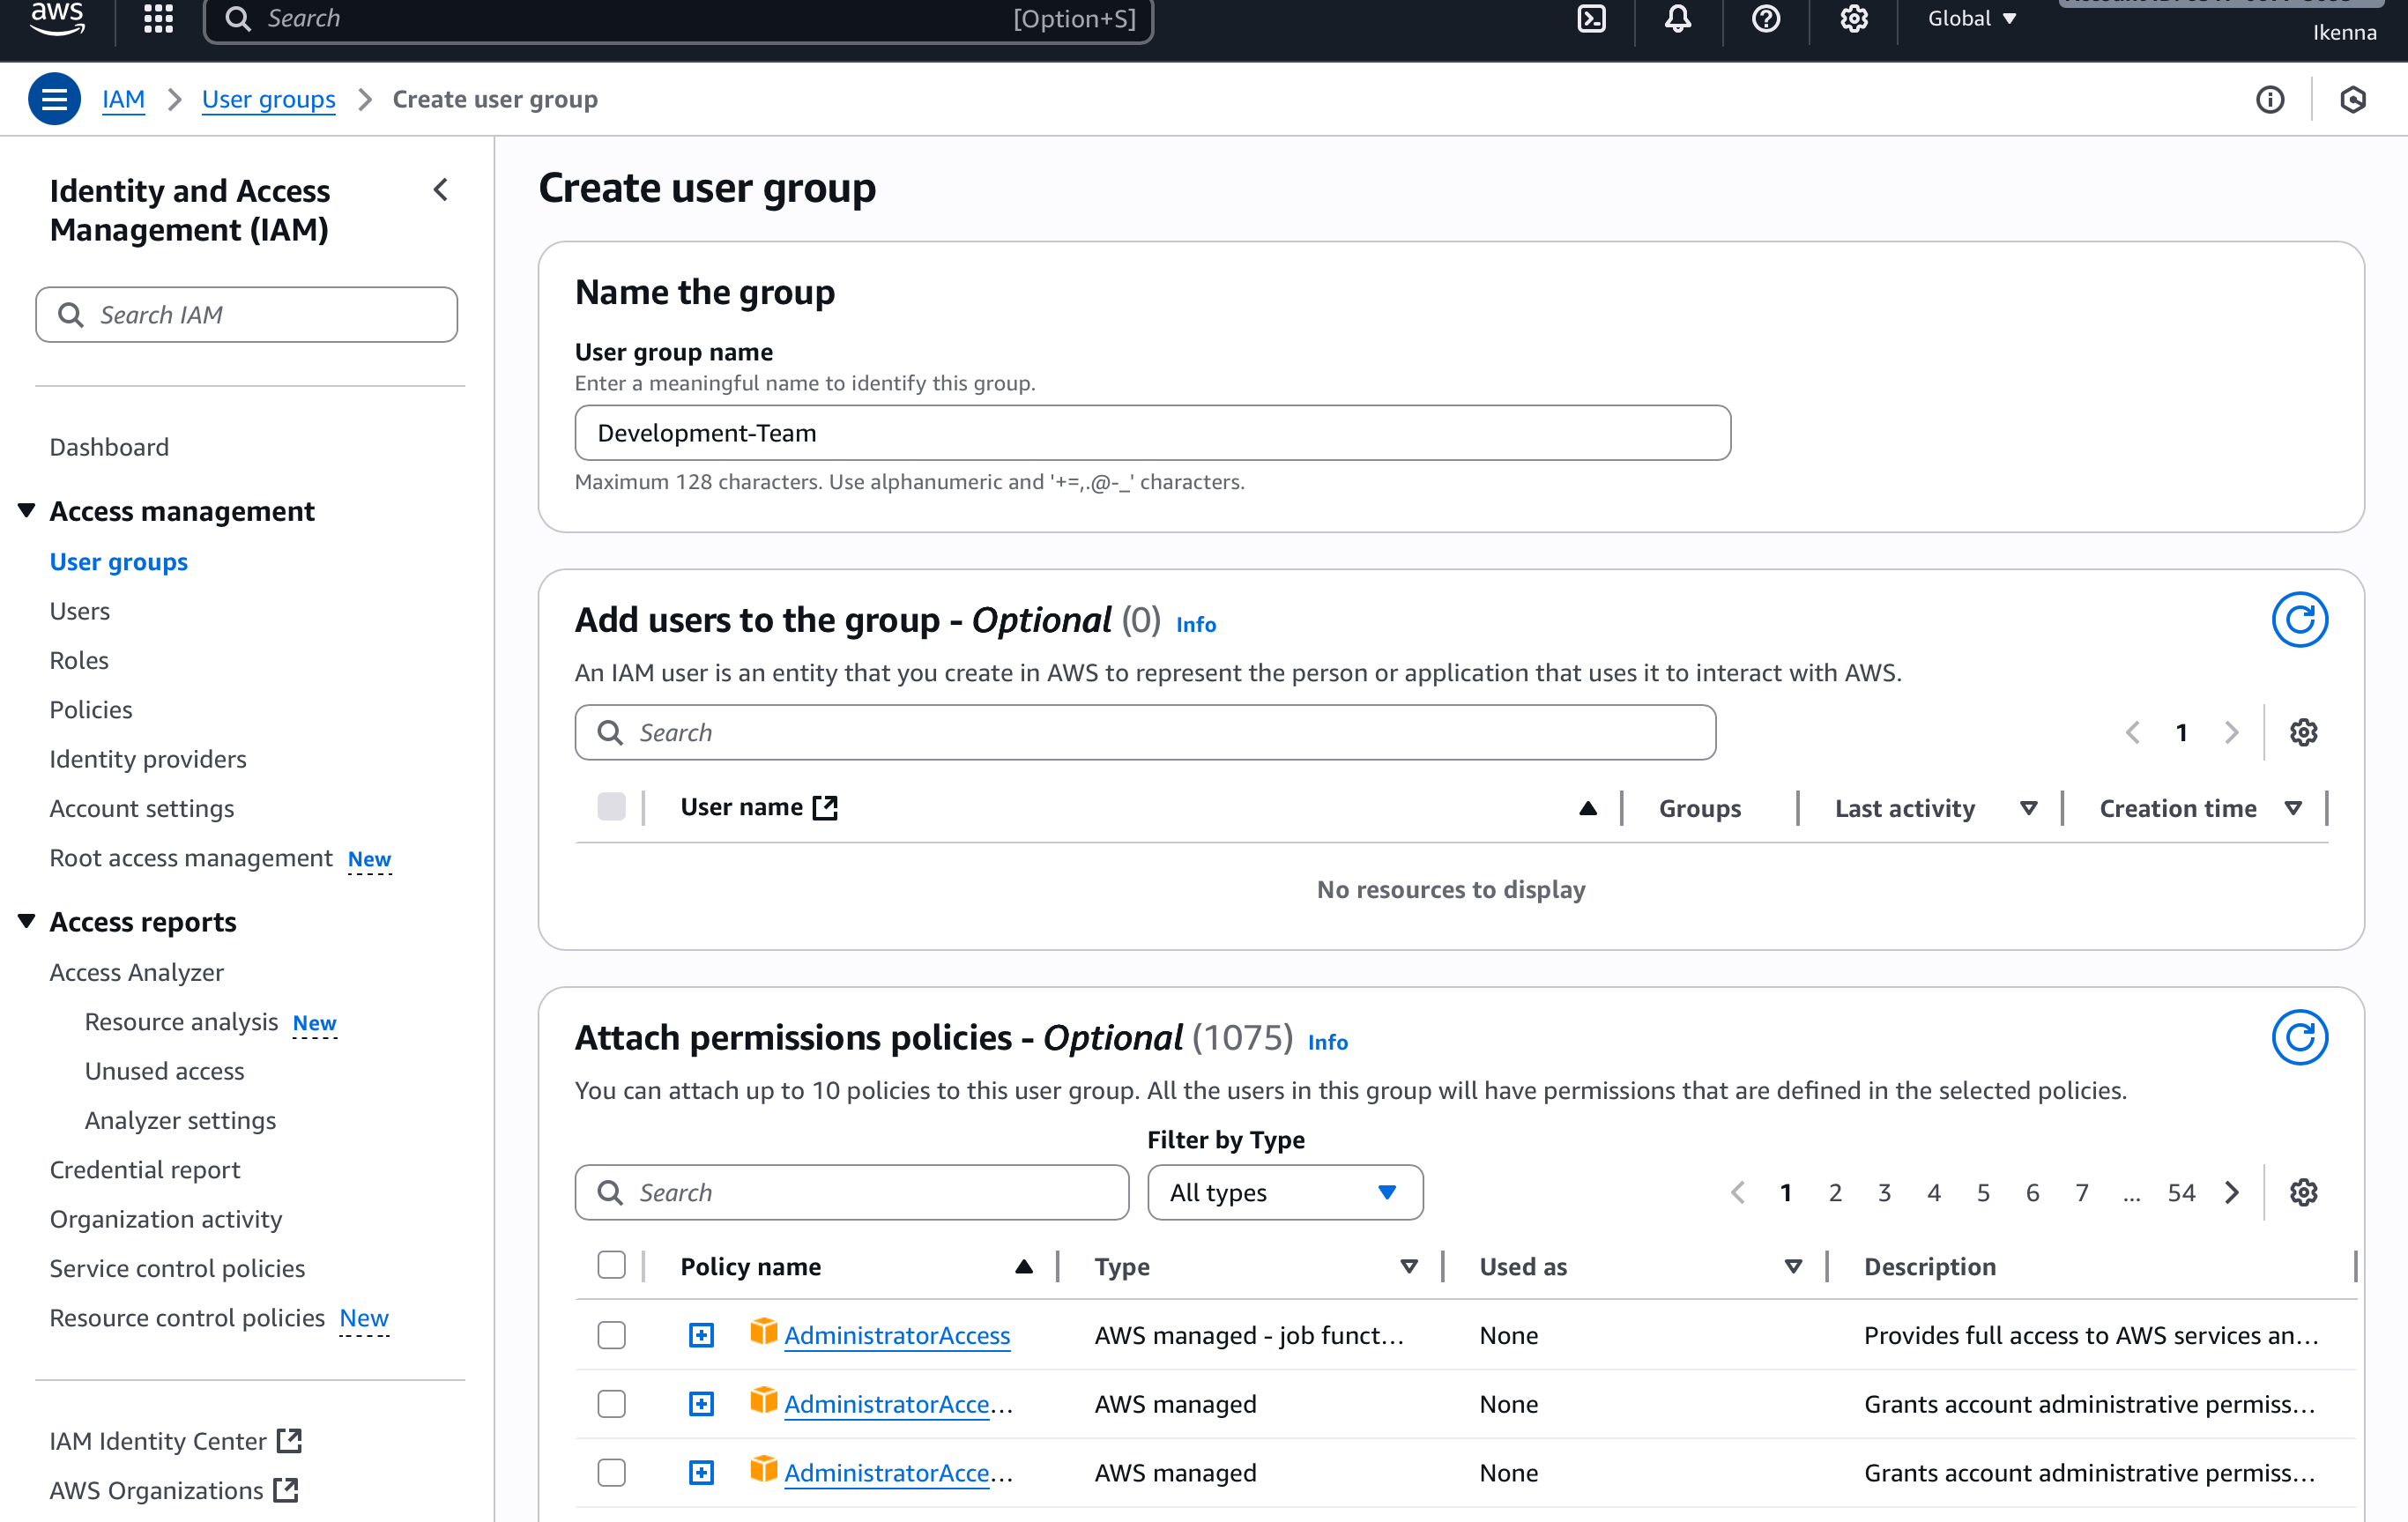 aws
Search
[Option+S]
Global
Ikenna
IAM
User groups
Create user group
Identity and Access
Management (IAM)
Search IAM
Dashboard
Access management
User groups
Users
Roles
Policies
Identity providers
Account settings
Root access management New
Access reports
Access Analyzer
Resource analysis New
Unused access
Analyzer settings
Credential report
Organization activity
Service control policies
Resource control policies New
IAM Identity Center
AWS Organizations
Create user group
Name the group
User group name
Enter a meaningful name to identify this group.
Development-Team
Maximum 128 characters. Use alphanumeric and '+=,.@-_' characters.
Add users to the group - Optional (0) Info
An IAM user is an entity that you create in AWS to represent the person or application that uses it to interact with AWS.
Search
1
User name Groups Last activity Creation time
No resources to display
Attach permissions policies - Optional (1075) Info
You can attach up to 10 policies to this user group. All the users in this group will have permissions that are defined in the selected policies.
Filter by Type
Search
All types
1 2 3 4 5 6 7 ... 54
Policy name Type Used as Description
AdministratorAccess AWS managed - job funct... None Provides full access to AWS services an...
AdministratorAcce... AWS managed None Grants account administrative permiss...
AdministratorAcce... AWS managed None Grants account administrative permiss...